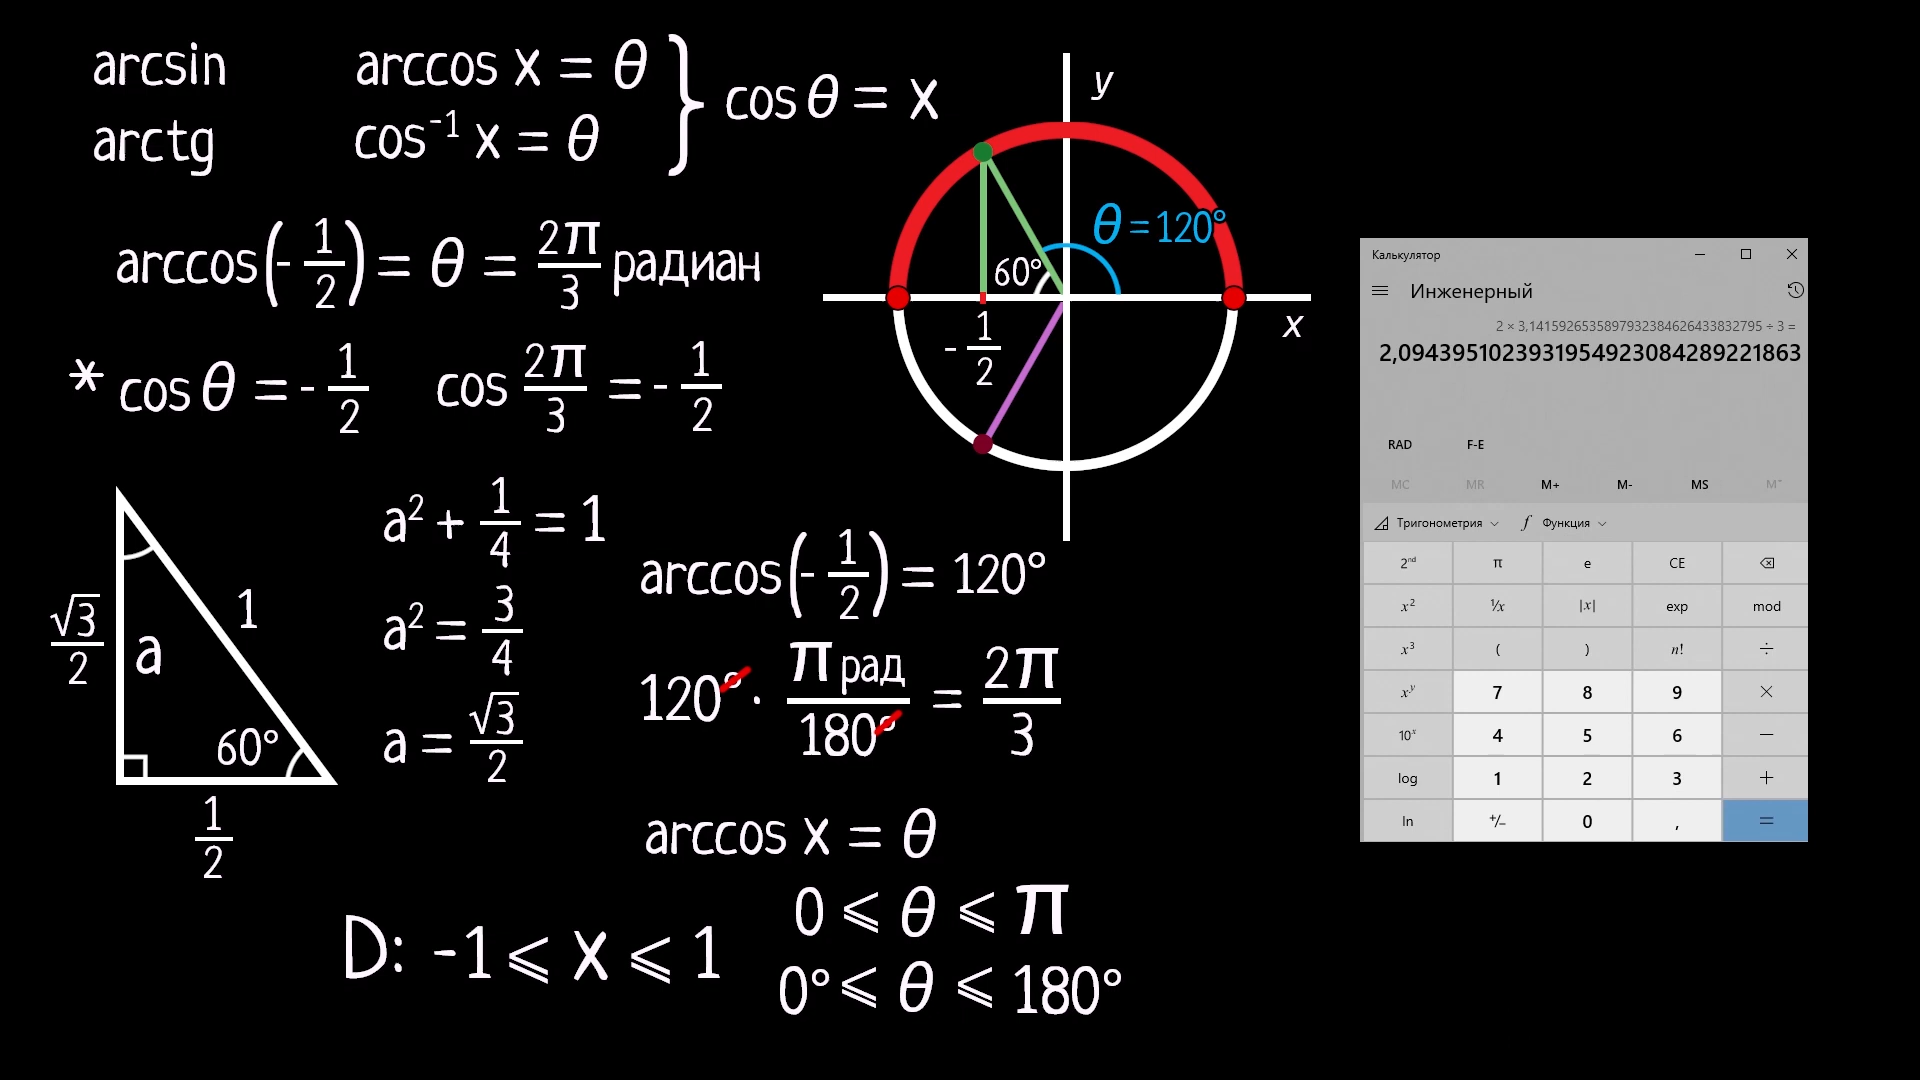 arcsin
arctg
arccos x = θ
cos⁻¹ x = θ
cos θ = x
arccos(-1/2) = θ = 2π/3 радиан
* cos θ = -1/2
cos 2π/3 = -1/2
y
θ = 120°
60°
x
-1/2
√3/2
a
1
60°
1/2
a² + 1/4 = 1
a² = 3/4
a = √3/2
arccos(-1/2) = 120°
120° · π рад/180° = 2π/3
arccos x = θ
0 ⩽ θ ⩽ π
0° ⩽ θ ⩽ 180°
D: -1 ⩽ x ⩽ 1
Калькулятор
Инженерный
2 × 3,1415926535897932384626433832795 ÷ 3 =
2,0943951023931954923084289221863
RAD F-E
MC MR M+ M- MS M˅
Тригонометрия f Функция
2ⁿᵈ π e CE
x² ¹/x |x| exp mod
x³ ( ) n! ÷
xʸ 7 8 9 ×
10ˣ 4 5 6 −
log 1 2 3 +
ln +/− 0 , =